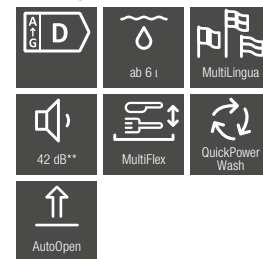 A
G
D
ab 6 l
MultiLingua
42 dB**
MultiFlex
QuickPower
Wash
AutoOpen